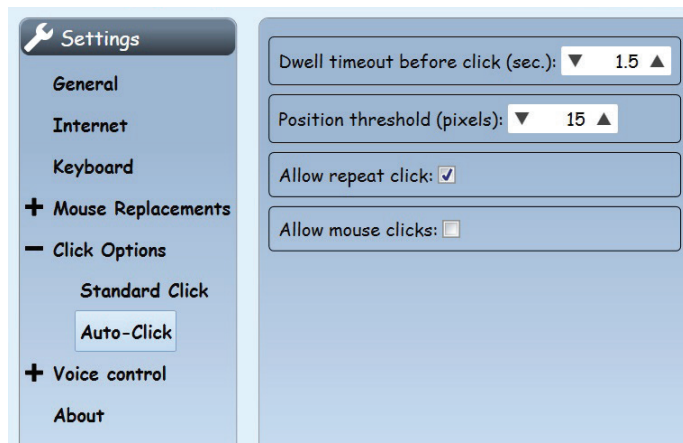 Settings
General
Internet
Keyboard
Mouse Replacements
Click Options
Standard Click
Auto-Click
Voice control
About
Dwell timeout before click (sec.): 1.5
Position threshold (pixels): 15
Allow repeat click:
Allow mouse clicks: